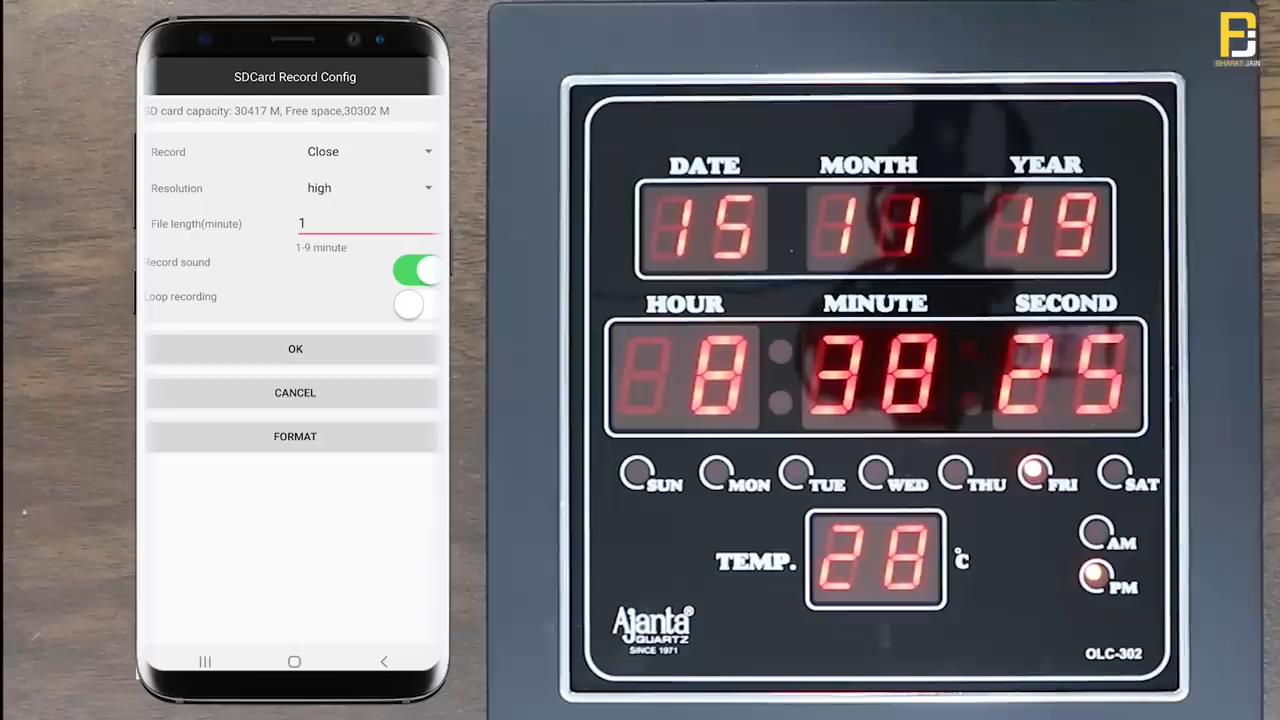 SDCard Record Config
SD card capacity: 30417 M, Free space,30302 M
Record Close
Resolution high
File length(minute) 1
1-9 minute
Record sound
Loop recording
OK
CANCEL
FORMAT
BHARAT JAIN
DATE MONTH YEAR
15 11 19
HOUR MINUTE SECOND
8 38 25
SUN MON TUE WED THU FRI SAT
TEMP. 28 °C
AM
PM
Ajanta®
QUARTZ
SINCE 1971
OLC-302